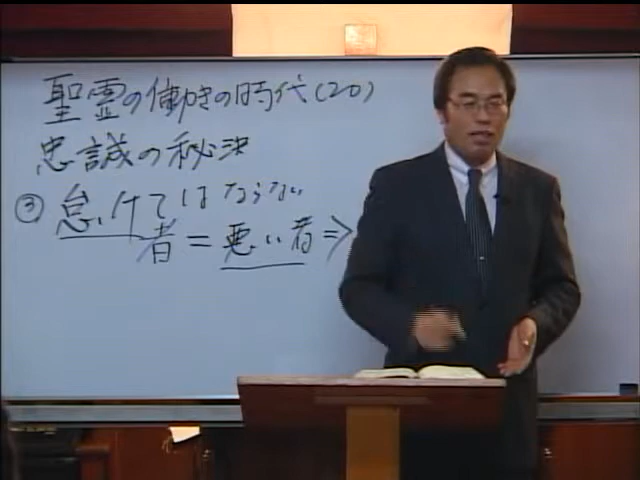 聖霊の働きの時代(20)
忠誠の秘決
③怠けてはならない
者=悪い者⇒